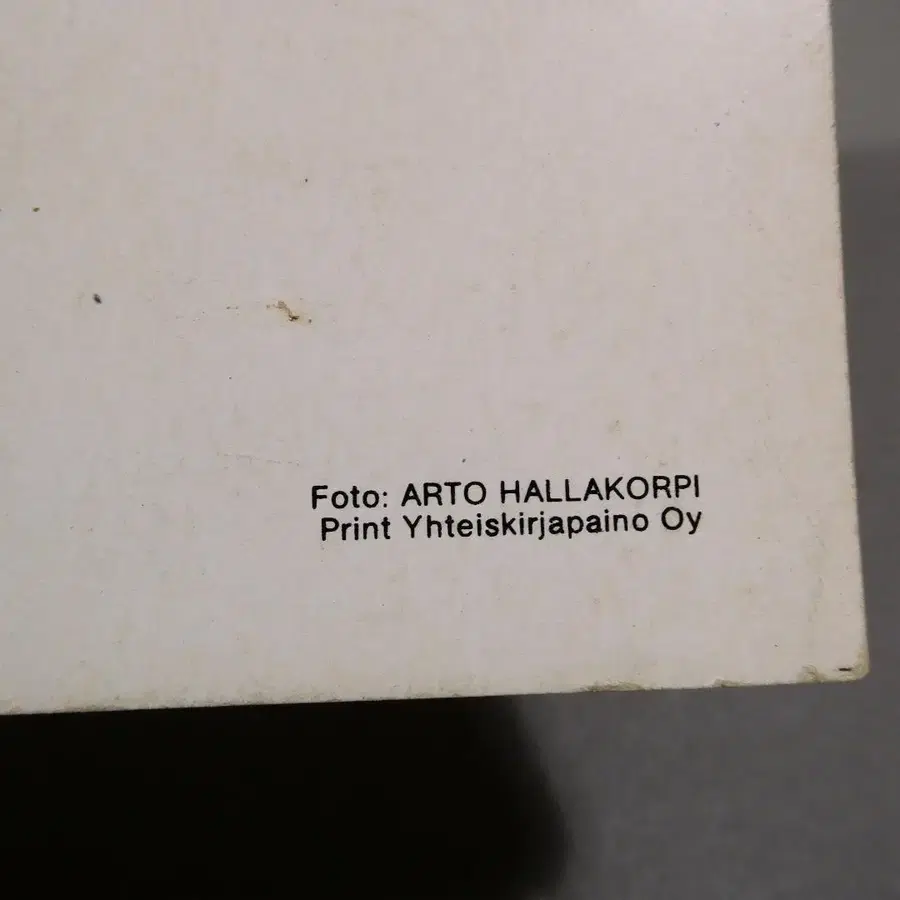 Foto: ARTO HALLAKORPI
Print Yhteiskirjapaino Oy